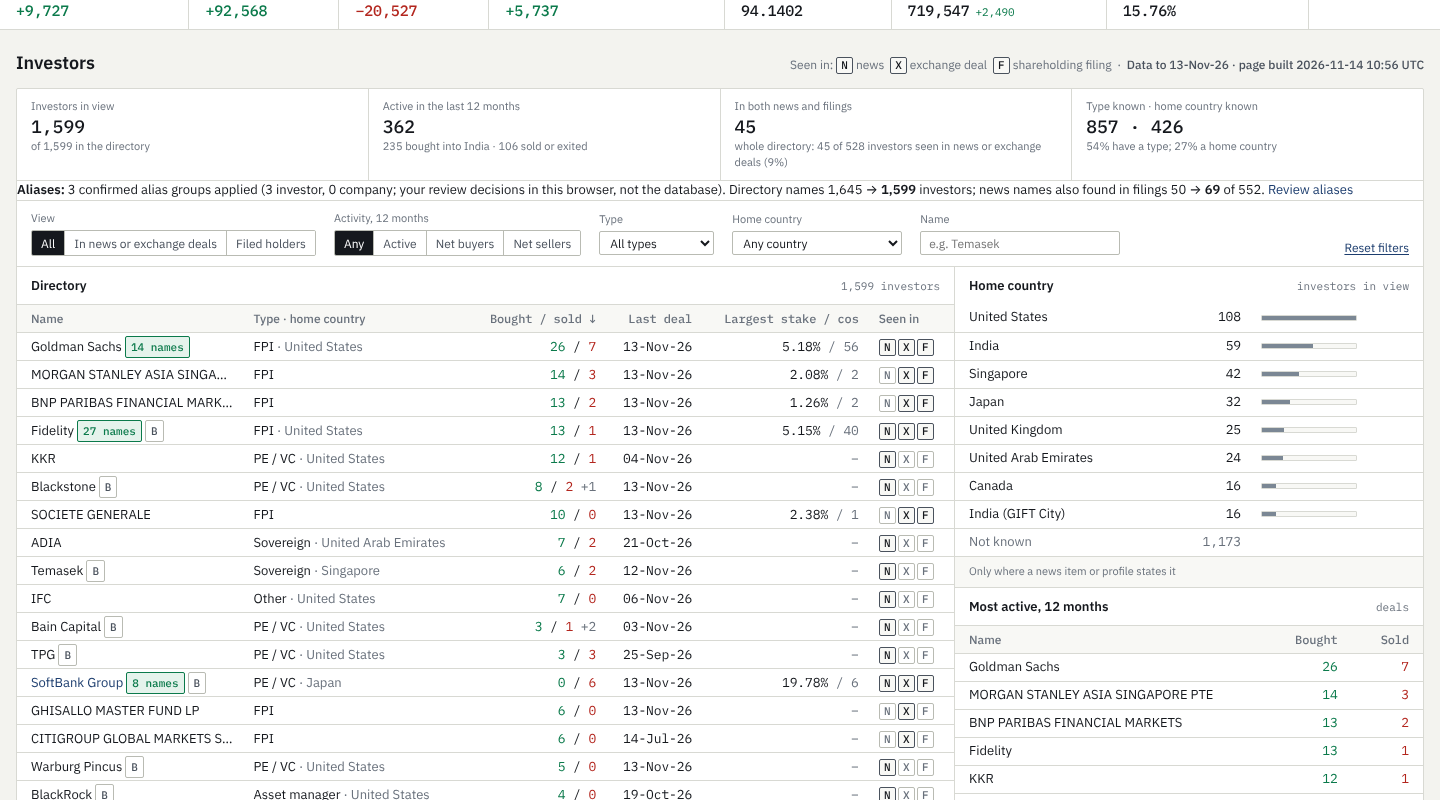 +9,727 +92,568 −20,527 +5,737 94.1402 719,547 +2,490 15.76%
Investors
Seen in: N news X exchange deal F shareholding filing · Data to 13-Nov-26 · page built 2026-11-14 10:56 UTC
Investors in view
1,599
of 1,599 in the directory
Active in the last 12 months
362
235 bought into India · 106 sold or exited
In both news and filings
45
whole directory: 45 of 528 investors seen in news or exchange
deals (9%)
Type known · home country known
857 · 426
54% have a type; 27% a home country
Aliases: 3 confirmed alias groups applied (3 investor, 0 company; your review decisions in this browser, not the database). Directory names 1,645 → 1,599 investors; news names also found in filings 50 → 69 of 552. Review aliases
View
All In news or exchange deals Filed holders
Activity, 12 months
Any Active Net buyers Net sellers
Type
All types
Home country
Any country
Name
e.g. Temasek
Reset filters
Directory 1,599 investors
Name Type · home country Bought / sold ↓ Last deal Largest stake / cos Seen in
Goldman Sachs 14 names FPI · United States 26 / 7 13-Nov-26 5.18% / 56 N X F
MORGAN STANLEY ASIA SINGA... FPI 14 / 3 13-Nov-26 2.08% / 2 N X F
BNP PARIBAS FINANCIAL MARK... FPI 13 / 2 13-Nov-26 1.26% / 2 N X F
Fidelity 27 names B FPI · United States 13 / 1 13-Nov-26 5.15% / 40 N X F
KKR PE / VC · United States 12 / 1 04-Nov-26 – N X F
Blackstone B PE / VC · United States 8 / 2 +1 13-Nov-26 – N X F
SOCIETE GENERALE FPI 10 / 0 13-Nov-26 2.38% / 1 N X F
ADIA Sovereign · United Arab Emirates 7 / 2 21-Oct-26 – N X F
Temasek B Sovereign · Singapore 6 / 2 12-Nov-26 – N X F
IFC Other · United States 7 / 0 06-Nov-26 – N X F
Bain Capital B PE / VC · United States 3 / 1 +2 03-Nov-26 – N X F
TPG B PE / VC · United States 3 / 3 25-Sep-26 – N X F
SoftBank Group 8 names B PE / VC · Japan 0 / 6 13-Nov-26 19.78% / 6 N X F
GHISALLO MASTER FUND LP FPI 6 / 0 13-Nov-26 – N X F
CITIGROUP GLOBAL MARKETS S... FPI 6 / 0 14-Jul-26 – N X F
Warburg Pincus B PE / VC · United States 5 / 0 13-Nov-26 – N X F
BlackRock B Asset manager · United States 4 / 0 19-Oct-26 – N X F
Home country investors in view
United States 108
India 59
Singapore 42
Japan 32
United Kingdom 25
United Arab Emirates 24
Canada 16
India (GIFT City) 16
Not known 1,173
Only where a news item or profile states it
Most active, 12 months deals
Name Bought Sold
Goldman Sachs 26 7
MORGAN STANLEY ASIA SINGAPORE PTE 14 3
BNP PARIBAS FINANCIAL MARKETS 13 2
Fidelity 13 1
KKR 12 1